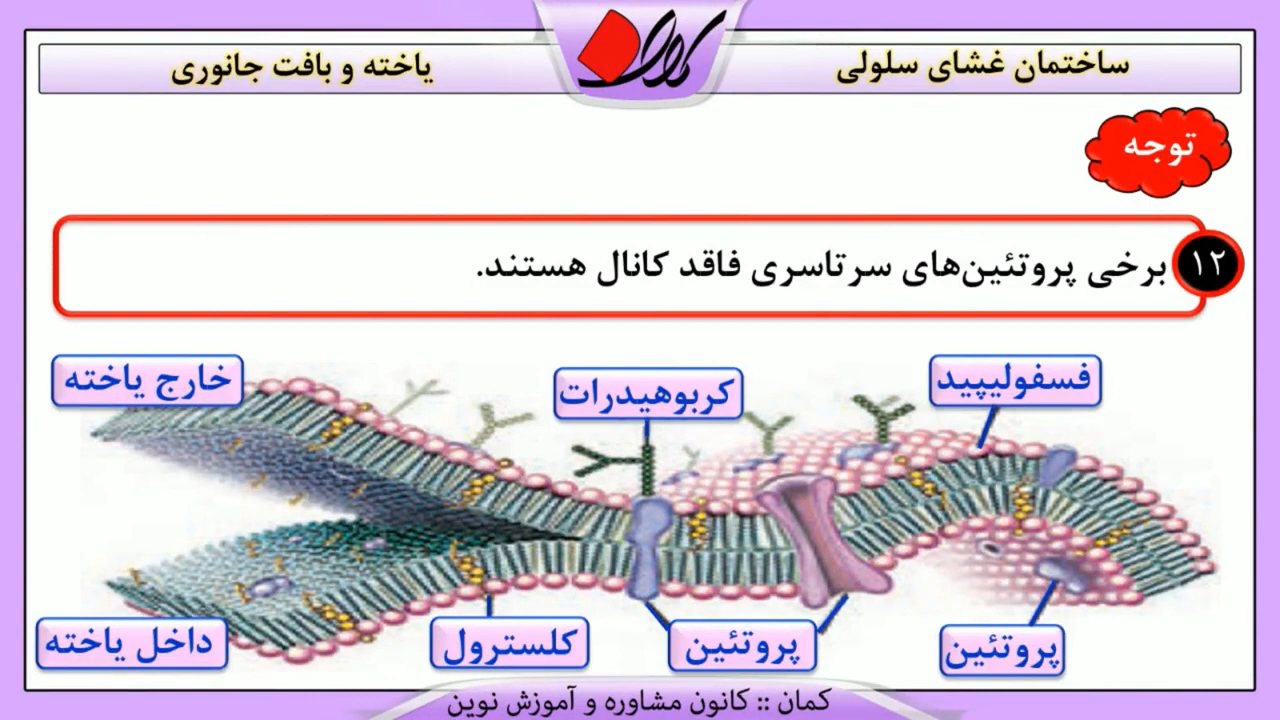 ساختمان غشای سلولی
کمان
یاخته و بافت جانوری
توجه
۱۲
برخی پروتئین‌های سرتاسری فاقد کانال هستند.
فسفولیپید
کربوهیدرات
خارج یاخته
پروتئین
پروتئین
کلسترول
داخل یاخته
کمان :: کانون مشاوره و آموزش نوین